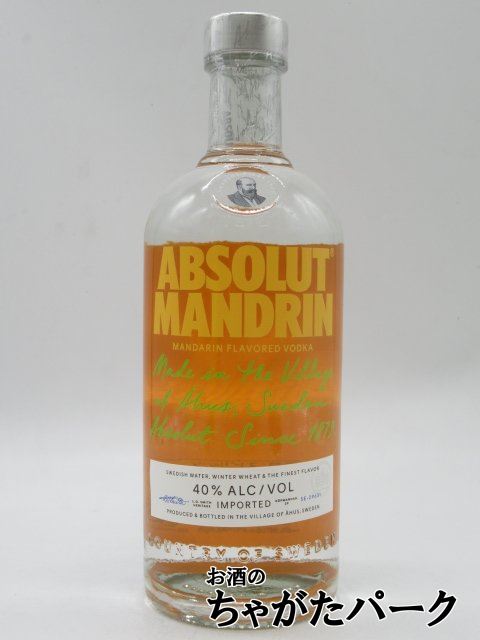 ABSOLUT
MANDRIN
MANDARIN FLAVORED VODKA
Made in the Village
of Åhus, Sweden
Absolut Since 1879
SWEDISH WATER, WINTER WHEAT & THE FINEST FLAVOR
40% ALC/VOL
IMPORTED
PRODUCED & BOTTLED IN THE VILLAGE OF ÅHUS, SWEDEN.
COUNTRY OF SWEDEN
お酒の
ちゃがたパーク